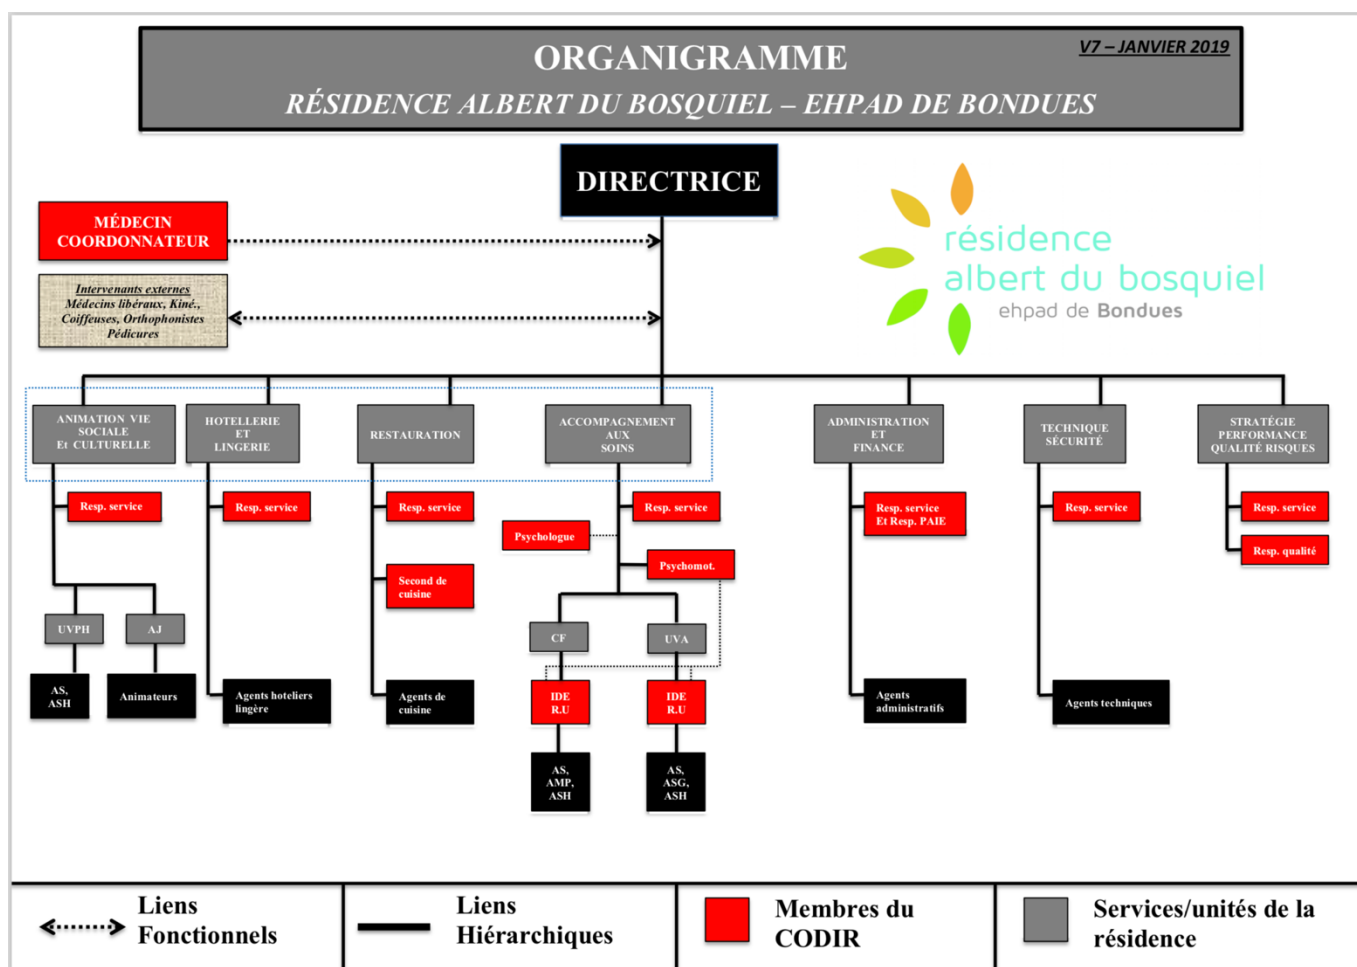 ORGANIGRAMME
V7 – JANVIER 2019
RÉSIDENCE ALBERT DU BOSQUIEL – EHPAD DE BONDUES
DIRECTRICE
MÉDECIN
COORDONNATEUR
résidence
albert du bosquiel
ehpad de Bondues
Intervenants externes
Médecins libéraux, Kiné.,
Coiffeuses, Orthophonistes
Pédicures
ANIMATION VIE
SOCIALE
Et CULTURELLE
HOTELLERIE
ET
LINGERIE
RESTAURATION
ACCOMPAGNEMENT
AUX
SOINS
ADMINISTRATION
ET
FINANCE
TECHNIQUE
SÉCURITÉ
STRATÉGIE
PERFORMANCE
QUALITÉ RISQUES
Resp. service
Resp. service
Resp. service
Resp. service
Resp. service
Et Resp. PAIE
Resp. service
Resp. service
Psychologue
Resp. qualité
Psychomot.
Second de
cuisine
UVPH
AJ
CF
UVA
AS,
ASH
Animateurs
Agents hoteliers
lingère
Agents de
cuisine
IDE
R.U
IDE
R.U
Agents
administratifs
Agents techniques
AS,
AMP,
ASH
AS,
ASG,
ASH
Liens
Fonctionnels
Liens
Hiérarchiques
Membres du
CODIR
Services/unités de la
résidence